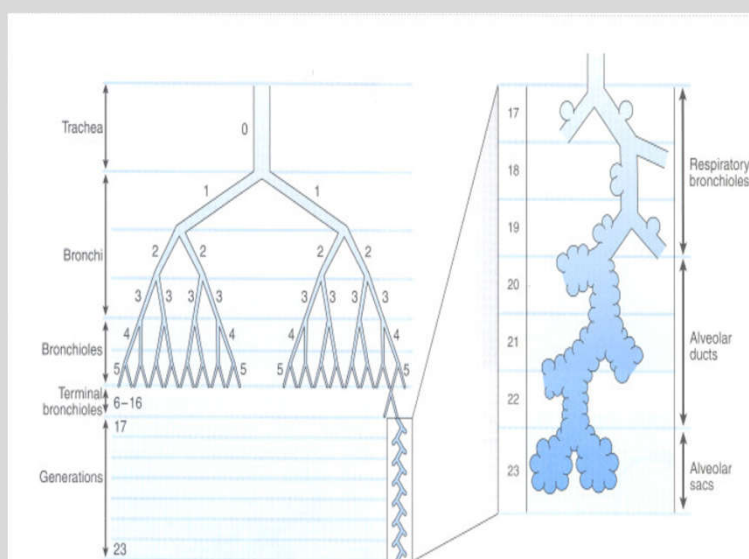 Trachea
0
1 1
Bronchi
2 2 2 2
3 3 3 3 3 3 3 3
4 4 4 4
Bronchioles
5 5 5 5
Terminal
bronchioles
6–16
17
Generations
23
17
18
19
20
21
22
23
Respiratory
bronchioles
Alveolar
ducts
Alveolar
sacs